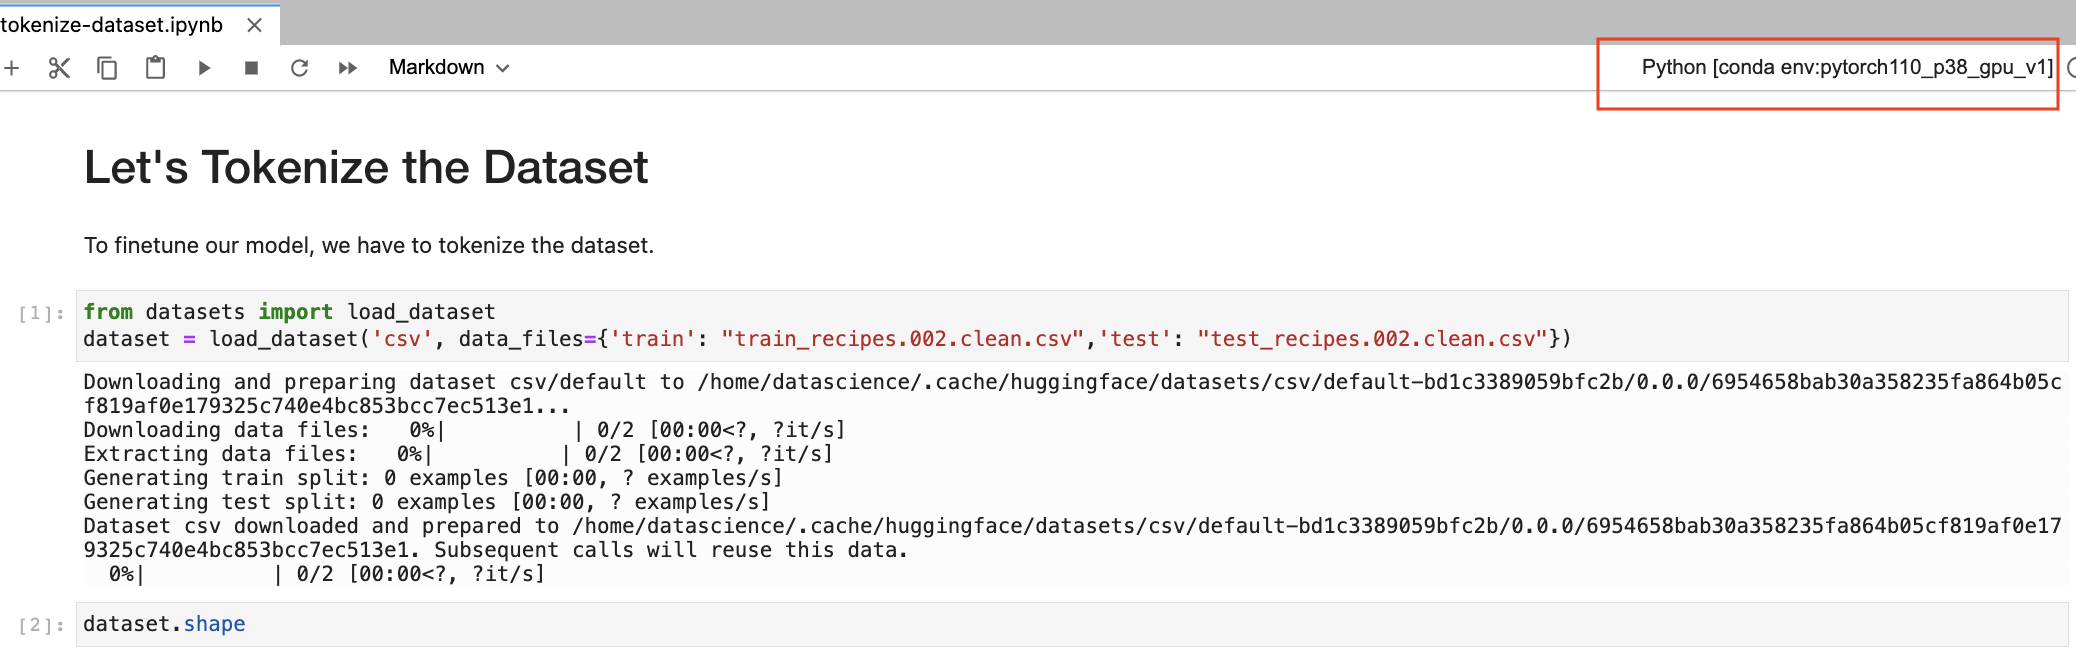 tokenize-dataset.ipynb
Markdown
Python [conda env:pytorch110_p38_gpu_v1]
Let's Tokenize the Dataset
To finetune our model, we have to tokenize the dataset.
[1]: from datasets import load_dataset
dataset = load_dataset('csv', data_files={'train': "train_recipes.002.clean.csv",'test': "test_recipes.002.clean.csv"})
Downloading and preparing dataset csv/default to /home/datascience/.cache/huggingface/datasets/csv/default-bd1c3389059bfc2b/0.0.0/6954658bab30a358235fa864b05c
f819af0e179325c740e4bc853bcc7ec513e1...
Downloading data files:   0%|          | 0/2 [00:00<?, ?it/s]
Extracting data files:   0%|          | 0/2 [00:00<?, ?it/s]
Generating train split: 0 examples [00:00, ? examples/s]
Generating test split: 0 examples [00:00, ? examples/s]
Dataset csv downloaded and prepared to /home/datascience/.cache/huggingface/datasets/csv/default-bd1c3389059bfc2b/0.0.0/6954658bab30a358235fa864b05cf819af0e17
9325c740e4bc853bcc7ec513e1. Subsequent calls will reuse this data.
  0%|          | 0/2 [00:00<?, ?it/s]
[2]: dataset.shape